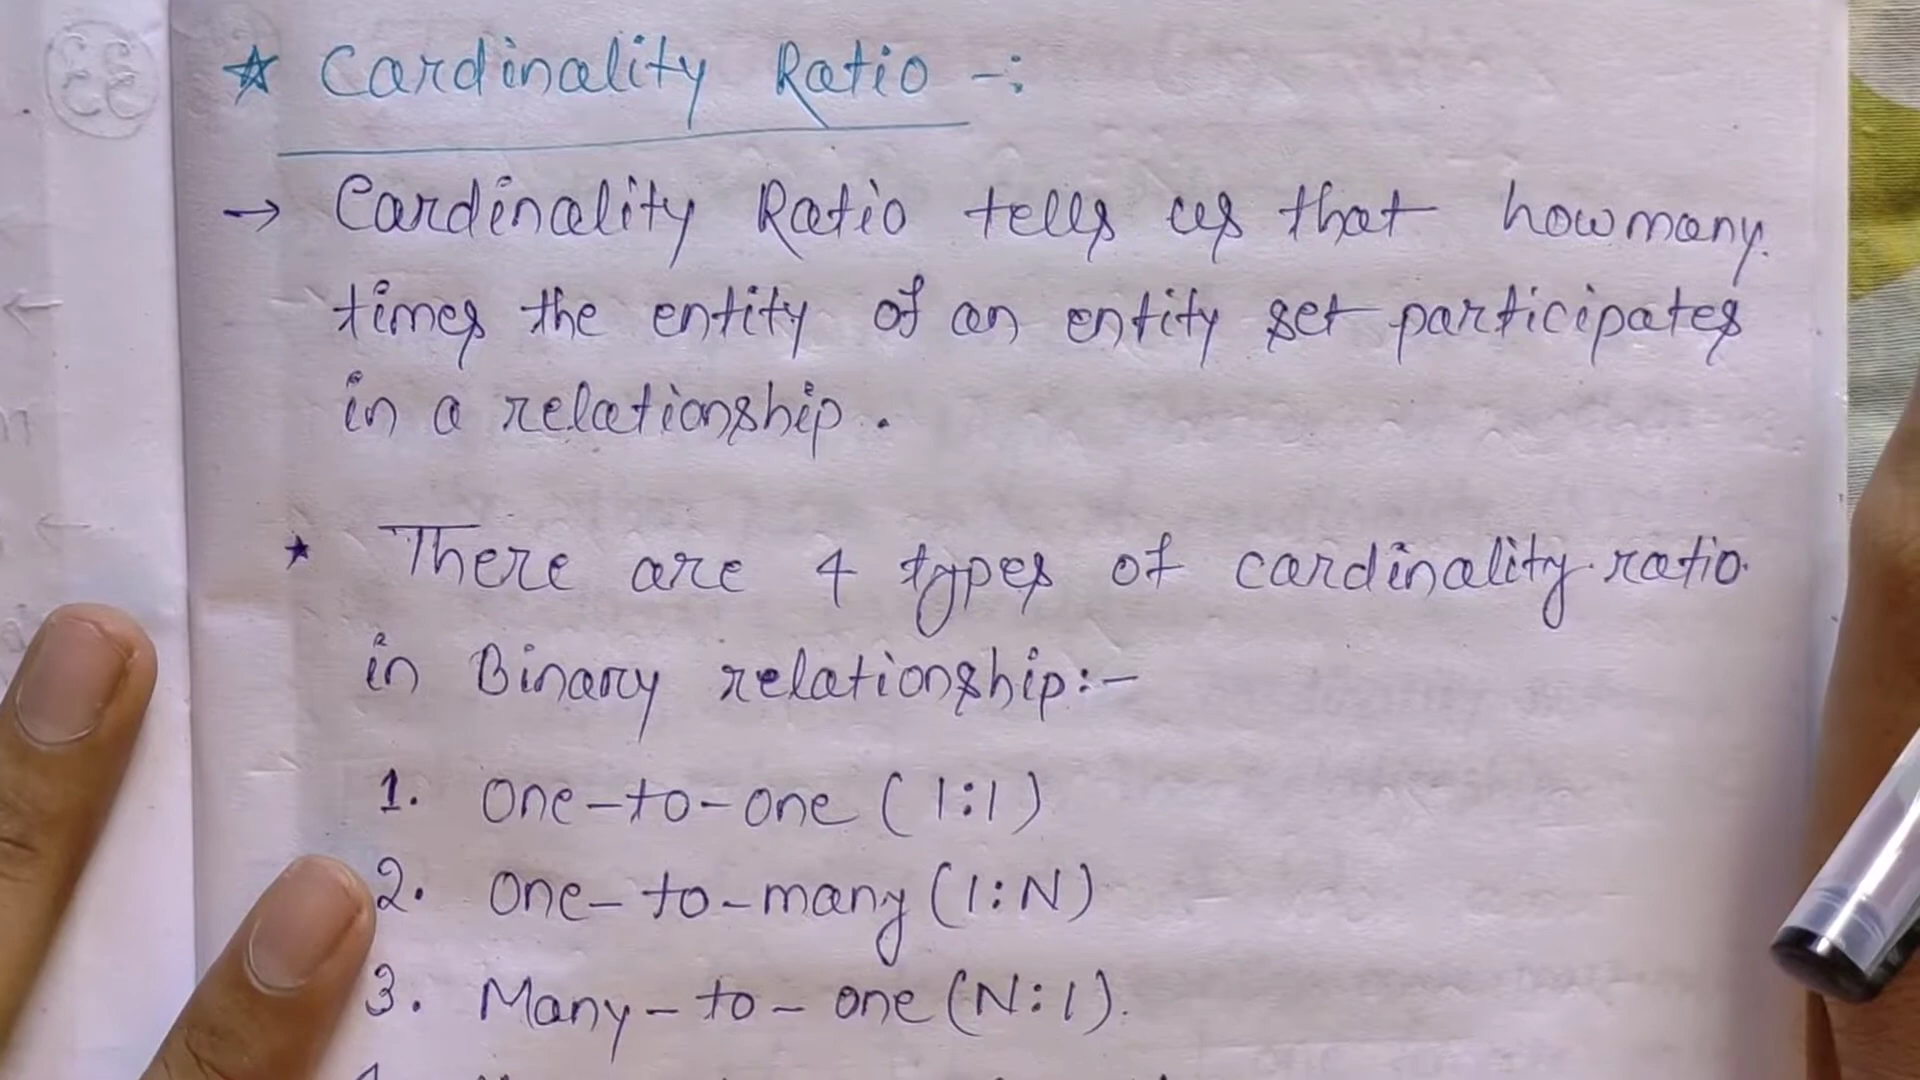 ★ Cardinality Ratio -:
→ Cardinality Ratio tells us that how many
times the entity of an entity set participates
in a relationship.
★ There are 4 types of cardinality ratio
in Binary relationship:-
1. One-to-one (1:1)
2. One-to-many (1:N)
3. Many-to-one (N:1).